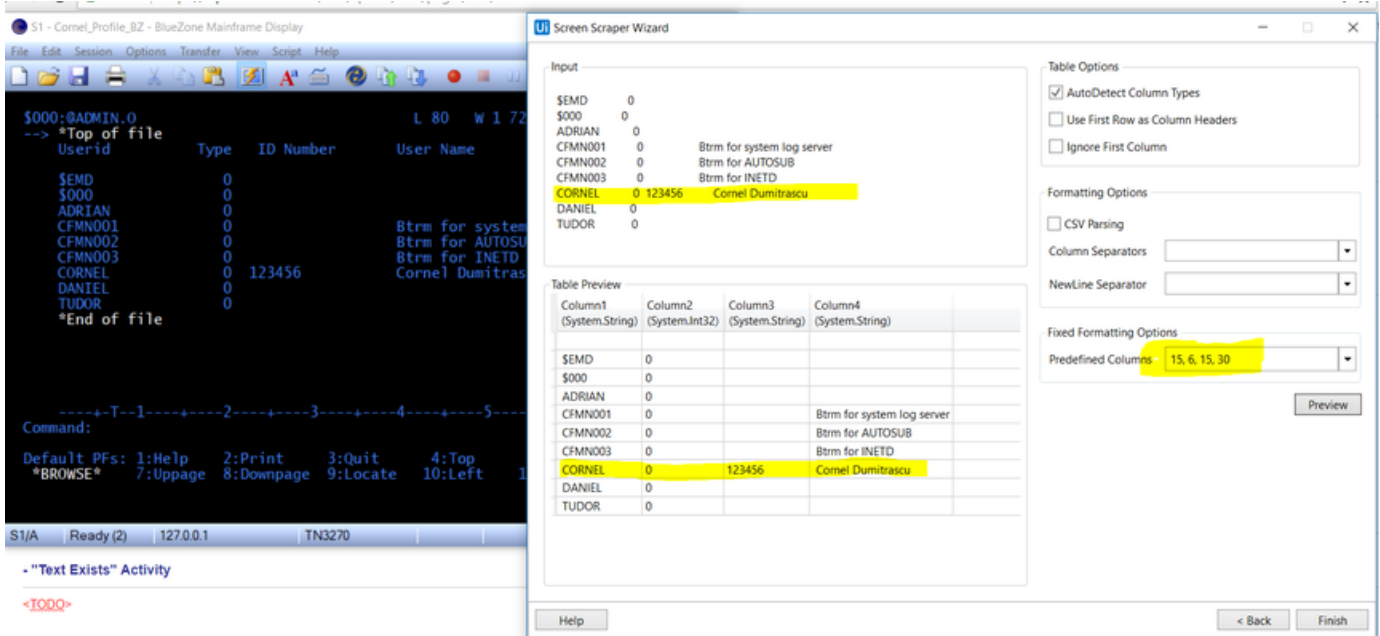 S1 - Cornel_Profile_BZ - BlueZone Mainframe Display
File Edit Session Options Transfer View Script Help
$000:@ADMIN.O L 80 W 1 72
--> *Top of file
Userid Type ID Number User Name
$EMD 0
$000 0
ADRIAN 0
CFMN001 0 Btrm for system
CFMN002 0 Btrm for AUTOSU
CFMN003 0 Btrm for INETD
CORNEL 0 123456 Cornel Dumitras
DANIEL 0
TUDOR 0
*End of file
----+-T--1----+----2----+----3----+----4----+----5-
Command:
Default PFs: 1:Help 2:Print 3:Quit 4:Top
*BROWSE* 7:Uppage 8:Downpage 9:Locate 10:Left 1
S1/A Ready (2) 127.0.0.1 TN3270
- "Text Exists" Activity
<TODO>
Ui Screen Scraper Wizard
Input
$EMD 0
$000 0
ADRIAN 0
CFMN001 0 Btrm for system log server
CFMN002 0 Btrm for AUTOSUB
CFMN003 0 Btrm for INETD
CORNEL 0 123456 Cornel Dumitrascu
DANIEL 0
TUDOR 0
Table Preview
Column1 Column2 Column3 Column4
(System.String) (System.Int32) (System.String) (System.String)
$EMD 0
$000 0
ADRIAN 0
CFMN001 0 Btrm for system log server
CFMN002 0 Btrm for AUTOSUB
CFMN003 0 Btrm for INETD
CORNEL 0 123456 Cornel Dumitrascu
DANIEL 0
TUDOR 0
Table Options
AutoDetect Column Types
Use First Row as Column Headers
Ignore First Column
Formatting Options
CSV Parsing
Column Separators
NewLine Separator
Fixed Formatting Options
Predefined Columns 15, 6, 15, 30
Preview
Help < Back Finish